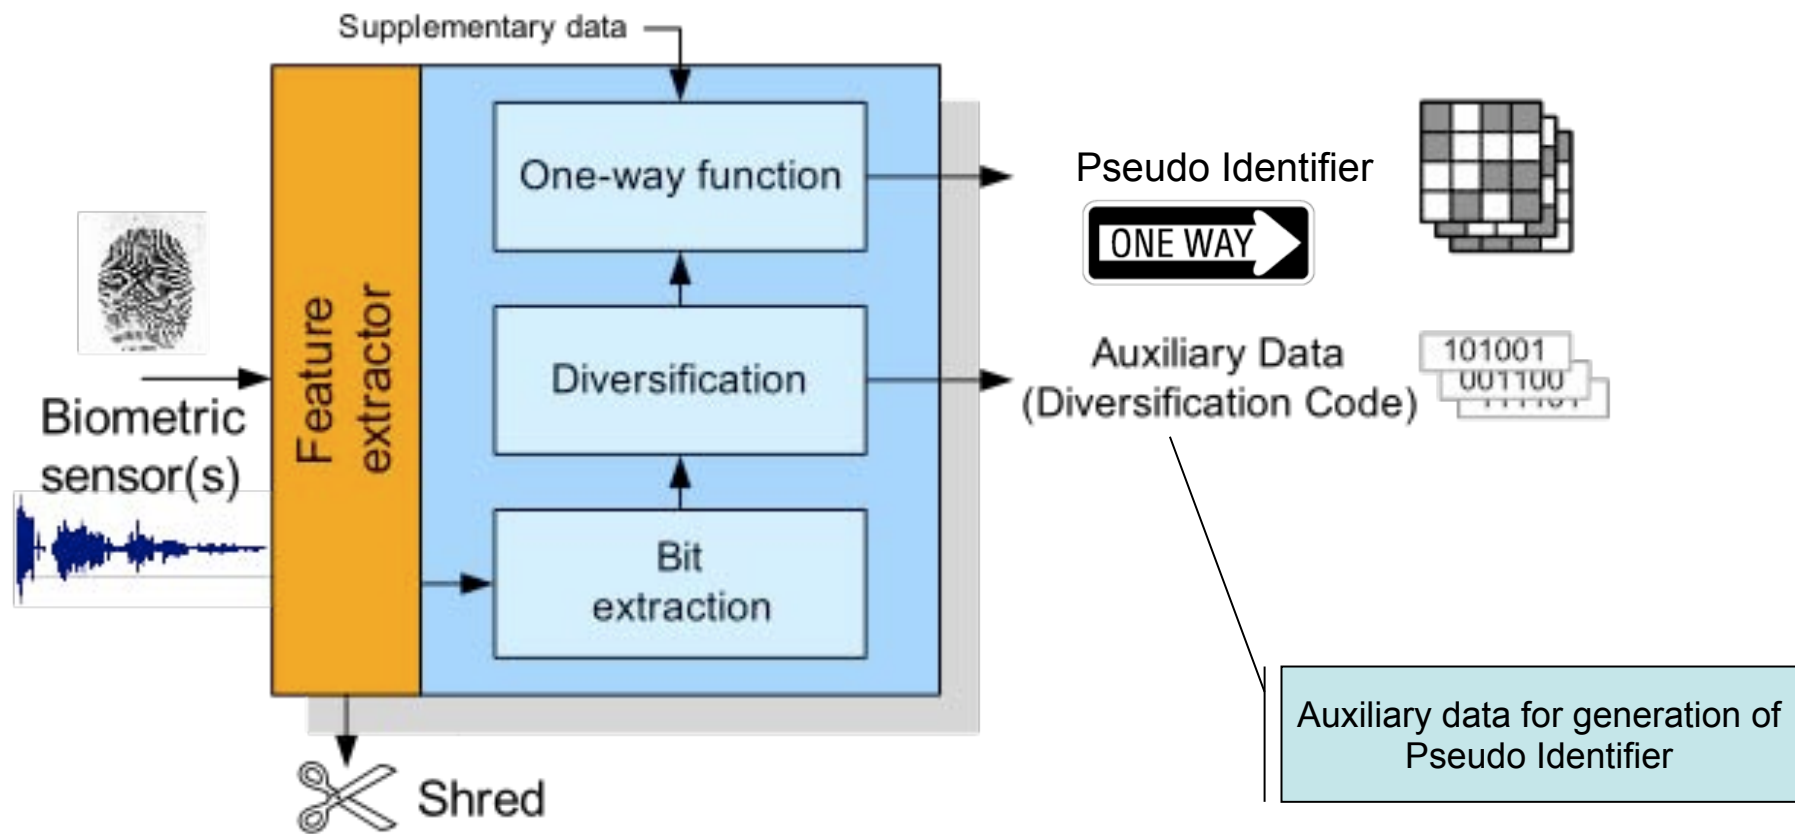 Supplementary data
One-way function
Pseudo Identifier
ONE WAY
Feature
extractor
Diversification
Auxiliary Data
(Diversification Code)
101001
001100
Biometric
sensor(s)
Bit
extraction
Auxiliary data for generation of
Pseudo Identifier
Shred